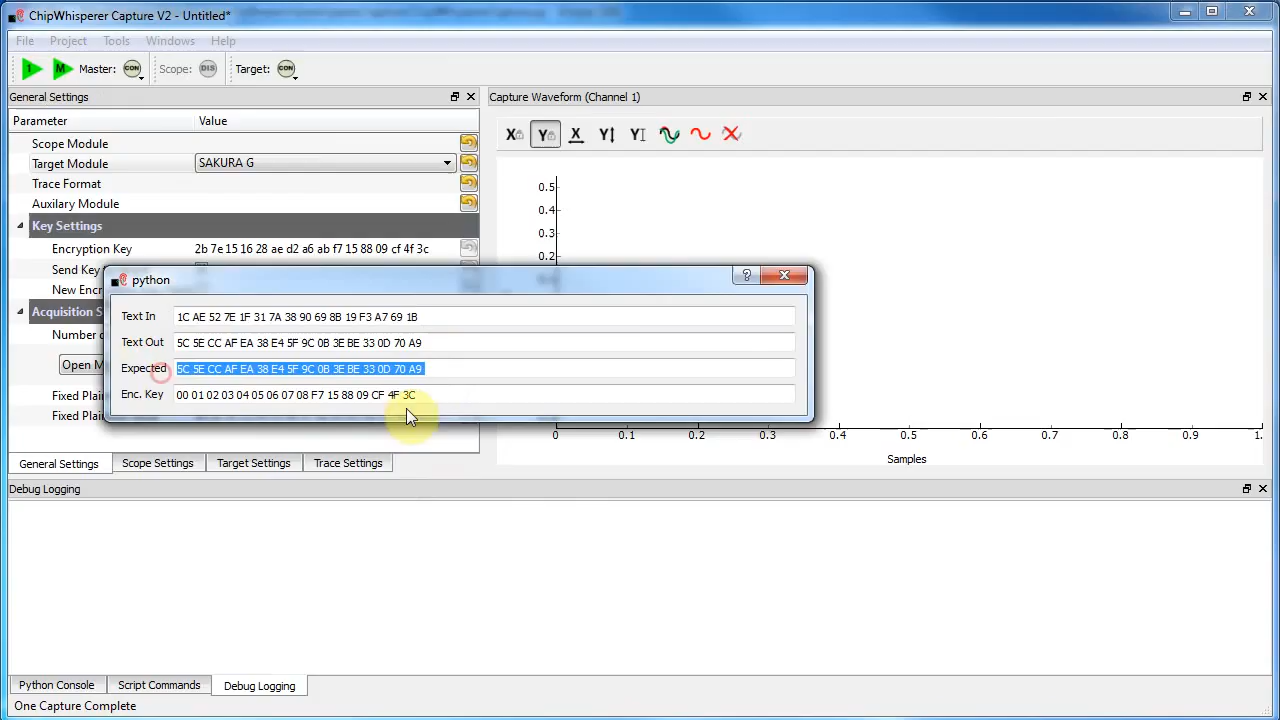 ChipWhisperer Capture V2 - Untitled*
File Project Tools Windows Help
Master: CON Scope: DIS Target: CON
General Settings
Capture Waveform (Channel 1)
Parameter Value
Scope Module
Target Module SAKURA G
Trace Format
Auxilary Module
Key Settings
Encryption Key 2b 7e 15 16 28 ae d2 a6 ab f7 15 88 09 cf 4f 3c
Send Key
New Enc
Acquisition S
Number
Open M
Fixed Plain
Fixed Plain
X Y X Y Y
0.5
0.4
0.3
0.2
python
Text In 1C AE 52 7E 1F 31 7A 38 90 69 8B 19 F3 A7 69 1B
Text Out 5C 5E CC AF EA 38 E4 5F 9C 0B 3E BE 33 0D 70 A9
Expected 5C 5E CC AF EA 38 E4 5F 9C 0B 3E BE 33 0D 70 A9
Enc. Key 00 01 02 03 04 05 06 07 08 F7 15 88 09 CF 4F 3C
0 0.1 0.2 0.3 0.4 0.5 0.6 0.7 0.8 0.9 1.
Samples
General Settings Scope Settings Target Settings Trace Settings
Debug Logging
Python Console Script Commands Debug Logging
One Capture Complete